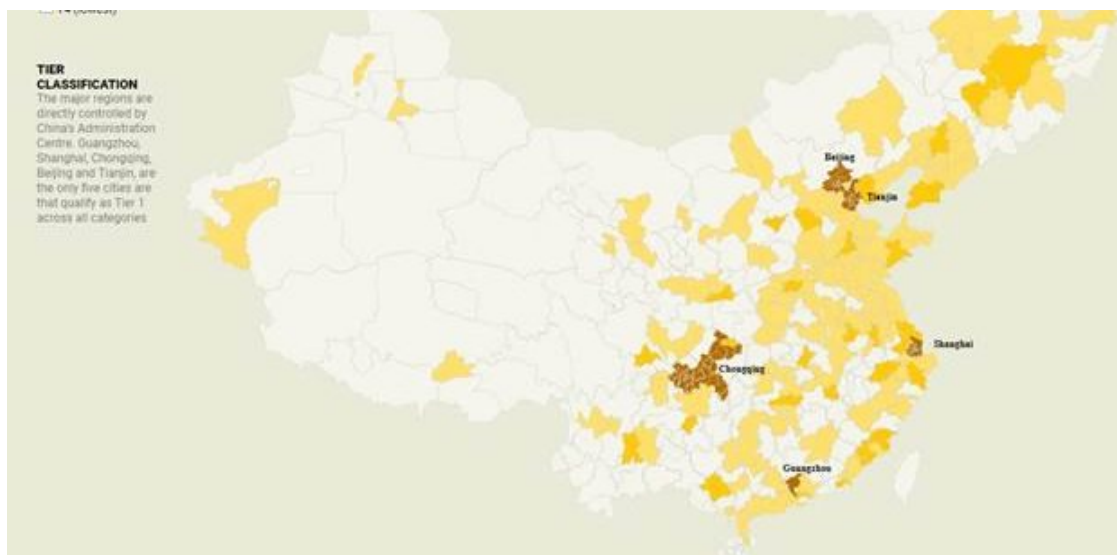 (lowest)
TIER
CLASSIFICATION
The major regions are
directly controlled by
China's Administration
Centre. Guangzhou,
Shanghai, Chongqing,
Beijing and Tianjin, are
the only five cities are
that qualify as Tier 1
across all categories
Beijing
Tianjin
Shanghai
Chongqing
Guangzhou